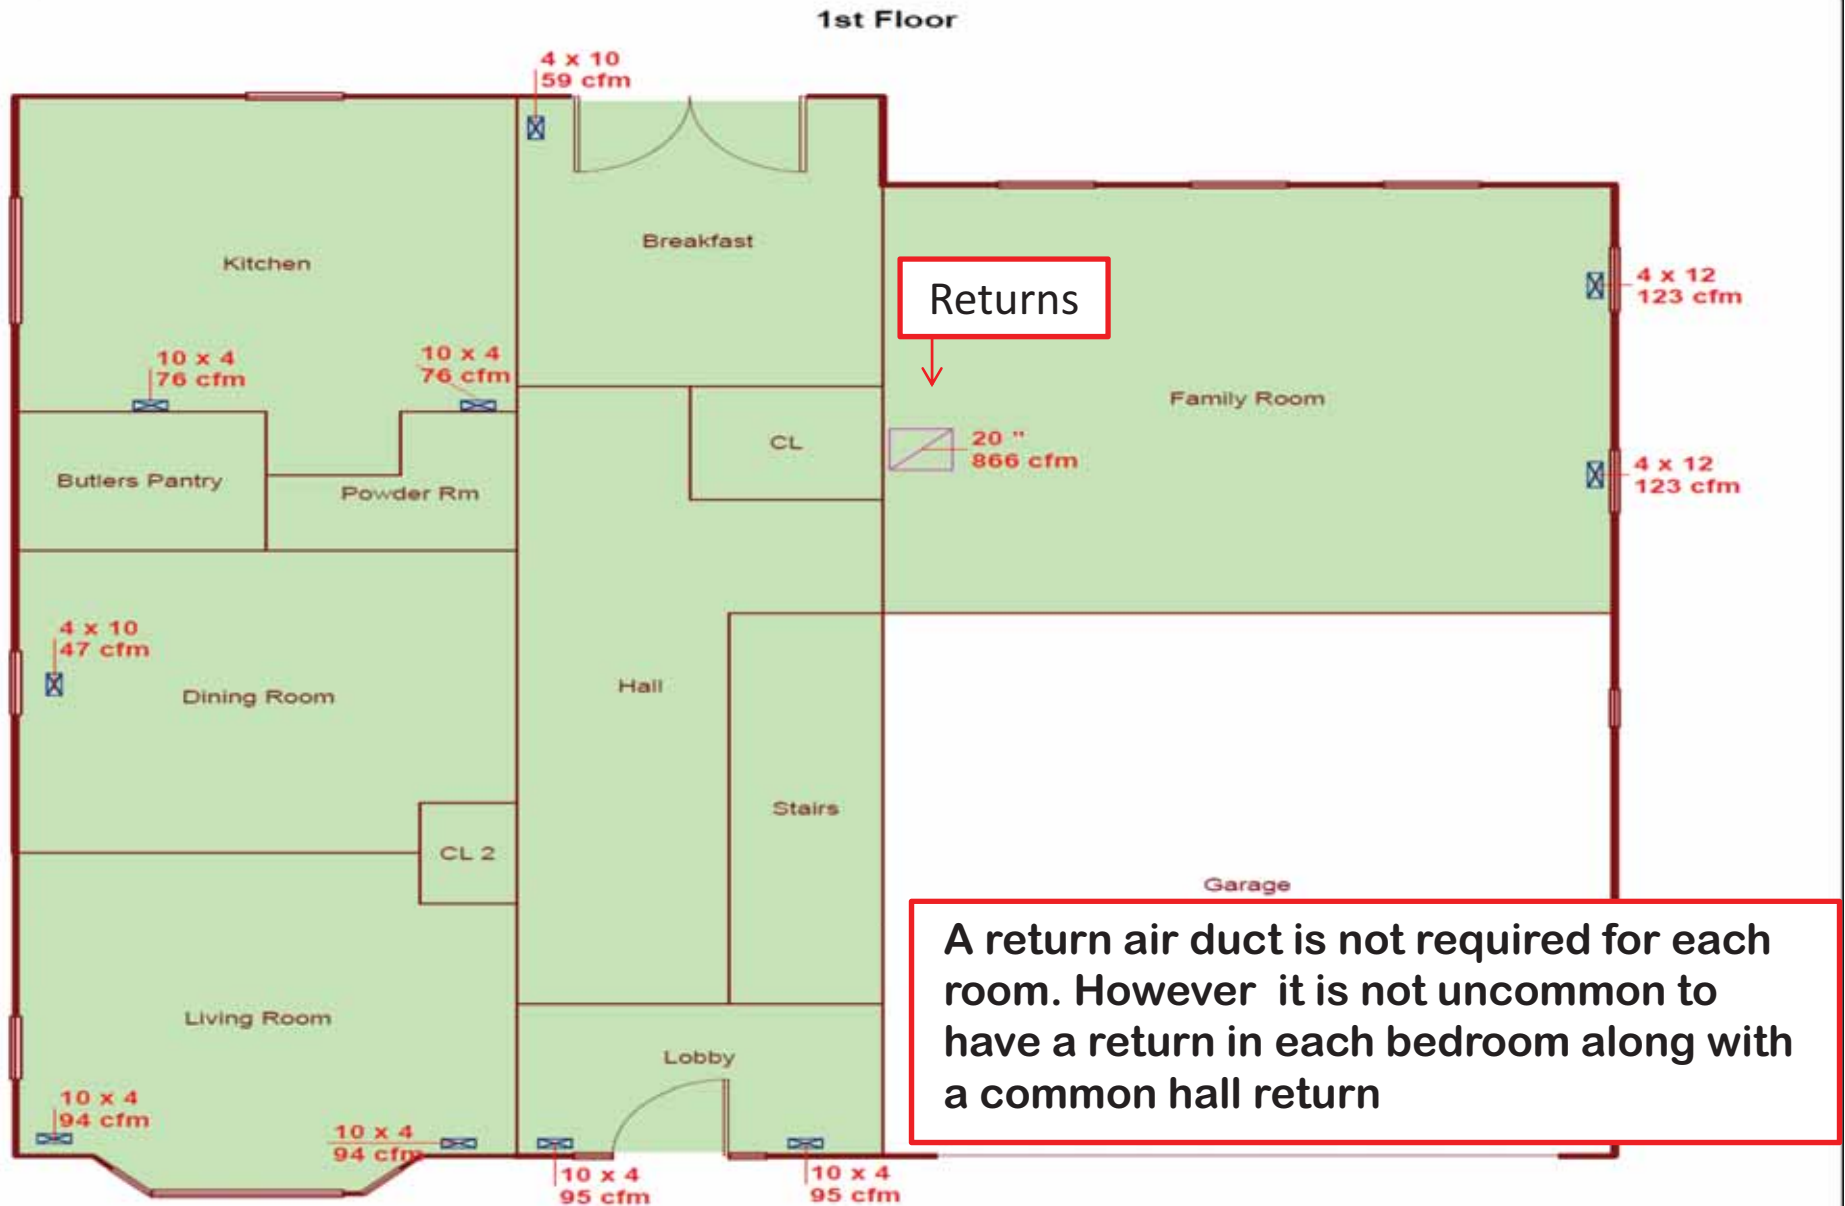 1st Floor
4 x 10
59 cfm
Kitchen
Breakfast
Returns
4 x 12
123 cfm
10 x 4
76 cfm
10 x 4
76 cfm
Family Room
CL
20 "
866 cfm
4 x 12
123 cfm
Butlers Pantry
Powder Rm
4 x 10
47 cfm
Dining Room
Hall
Stairs
CL 2
Garage
A return air duct is not required for each
room. However it is not uncommon to
have a return in each bedroom along with
a common hall return
Living Room
Lobby
10 x 4
94 cfm
10 x 4
94 cfm
10 x 4
95 cfm
10 x 4
95 cfm